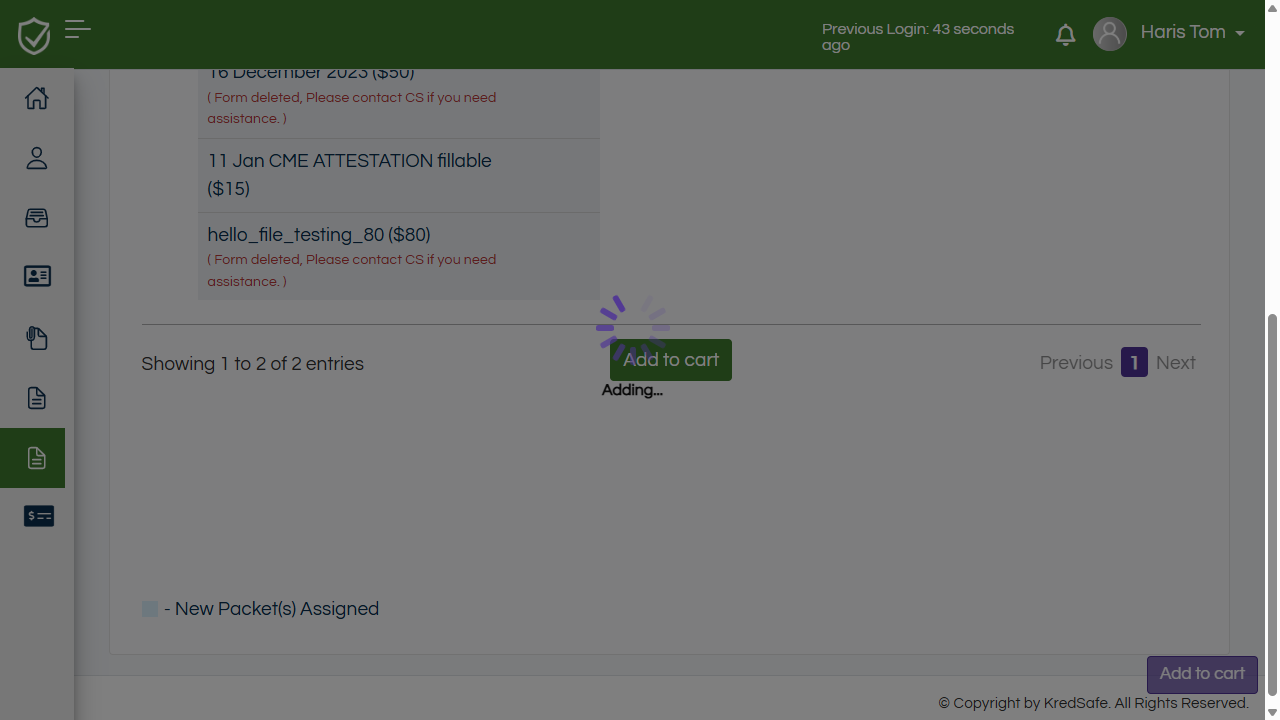 Previous Login: 43 seconds
ago
Haris Tom
16 December 2023 ($50)
( Form deleted, Please contact CS if you need
assistance. )
11 Jan CME ATTESTATION fillable
($15)
hello_file_testing_80 ($80)
( Form deleted, Please contact CS if you need
assistance. )
Showing 1 to 2 of 2 entries
Add to cart
Previous 1 Next
Adding...
- New Packet(s) Assigned
Add to cart
© Copyright by KredSafe. All Rights Reserved.